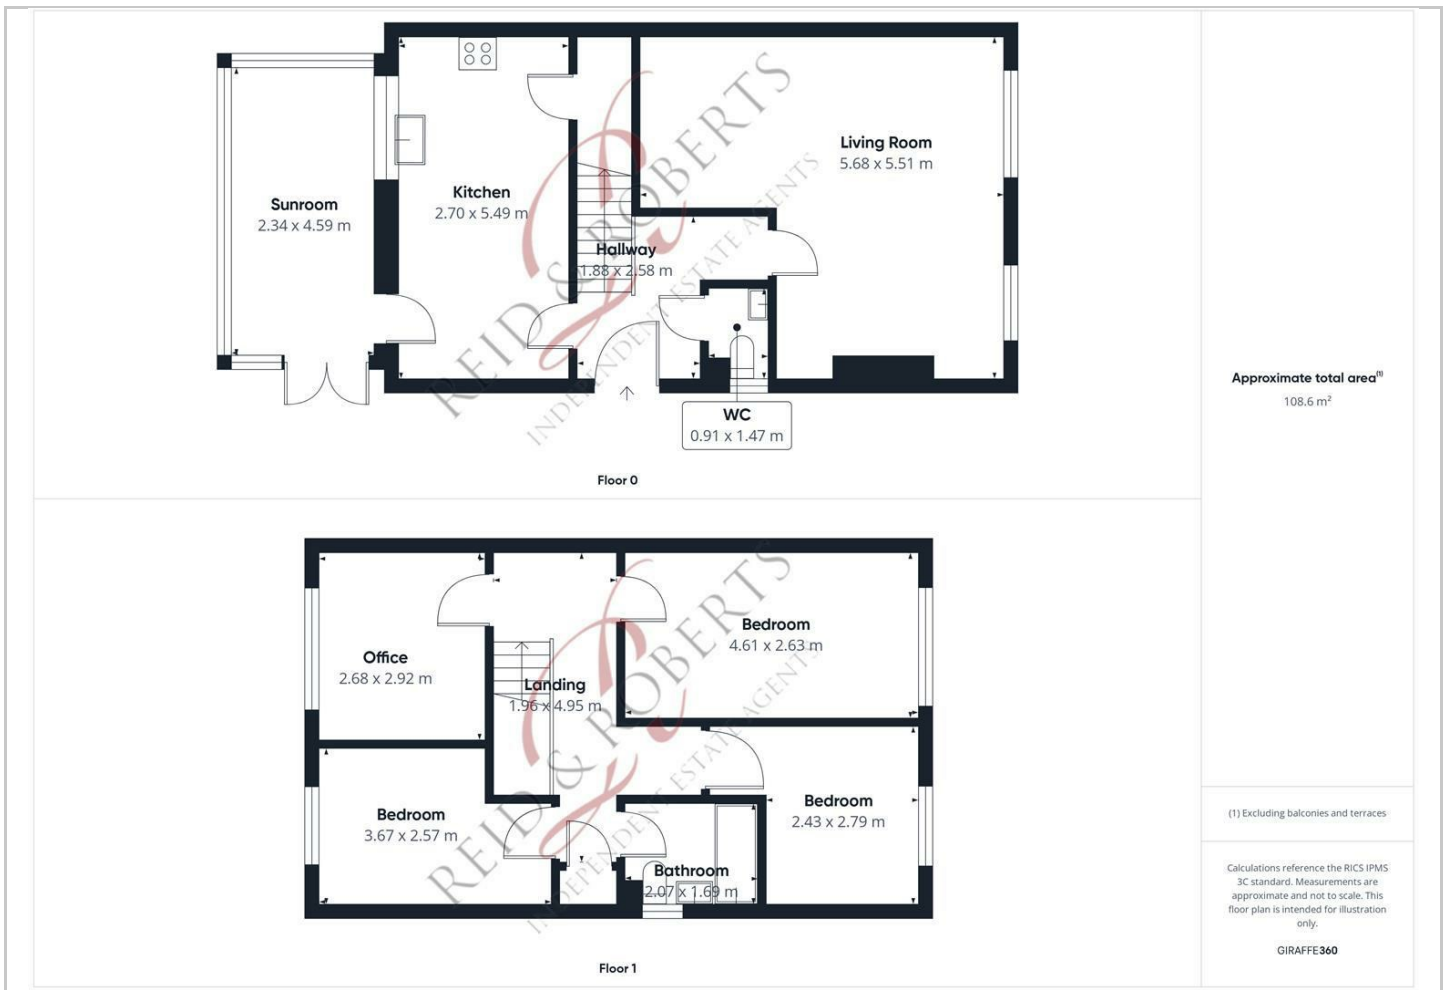 Sunroom
2.34 x 4.59 m
Kitchen
2.70 x 5.49 m
Hallway
1.88 x 2.58 m
Living Room
5.68 x 5.51 m
WC
0.91 x 1.47 m
Floor 0
REID & ROBERTS
INDEPENDENT ESTATE AGENTS
Office
2.68 x 2.92 m
Landing
1.96 x 4.95 m
Bedroom
4.61 x 2.63 m
Bedroom
3.67 x 2.57 m
Bathroom
2.07 x 1.69 m
Bedroom
2.43 x 2.79 m
Floor 1
REID & ROBERTS
INDEPENDENT ESTATE AGENTS
Approximate total area(1)
108.6 m²
(1) Excluding balconies and terraces
Calculations reference the RICS IPMS
3C standard. Measurements are
approximate and not to scale. This
floor plan is intended for illustration
only.
GIRAFFE360